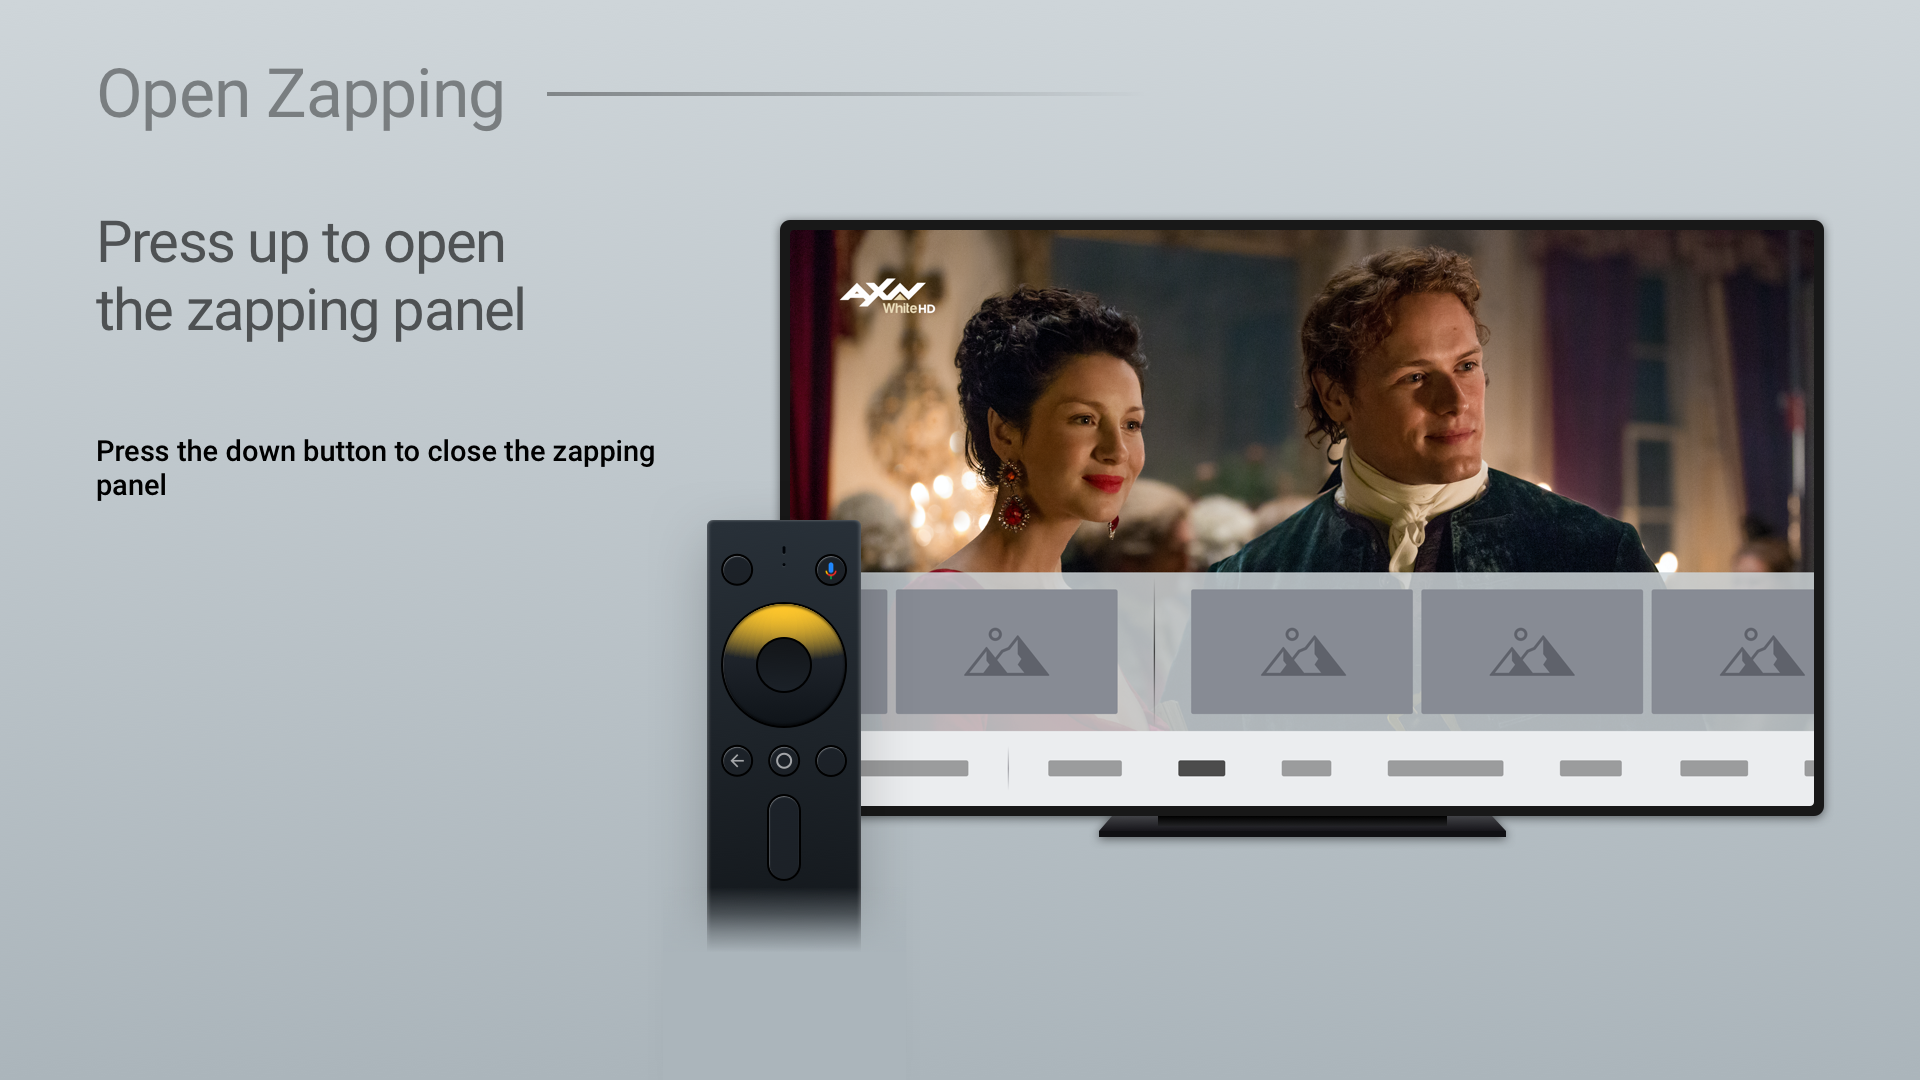 Open Zapping
Press up to open
the zapping panel
Press the down button to close the zapping
panel
AXN
White HD